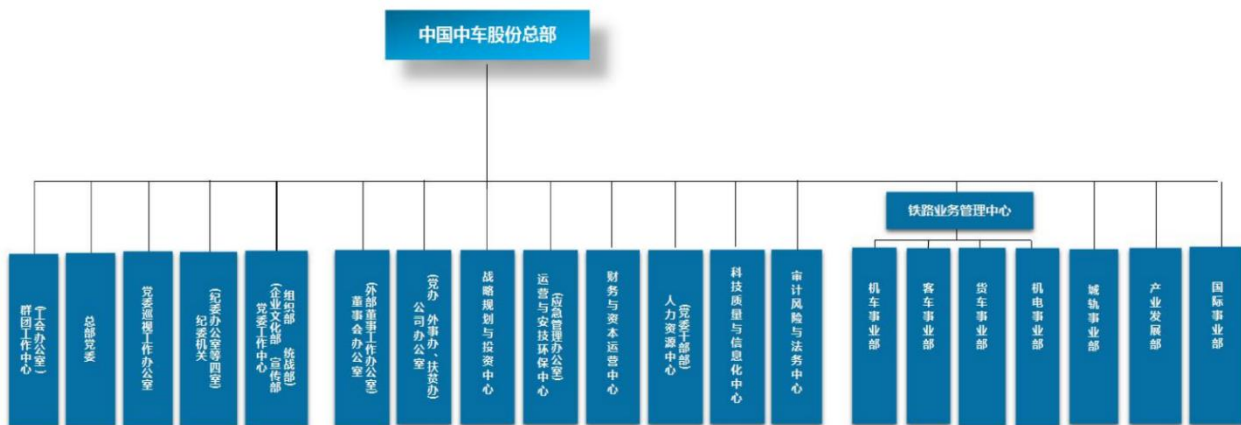 中国中车股份总部
铁路业务管理中心
群团工作中心
(工会办公室)
总部党委
党委巡视工作办公室
纪委机关
(纪委办公室等四室)
党委工作中心
(企业文化部 宣传部
组织部 统战部)
董事会办公室
(外部董事工作办公室)
公司办公室
(党办 外事办、扶贫办)
战略规划与投资中心
运营与安技环保中心
(应急管理办公室)
财务与资本运营中心
人力资源中心
(党委干部部)
科技质量与信息化中心
审计风险与法务中心
机车事业部
客车事业部
货车事业部
机电事业部
城轨事业部
产业发展部
国际事业部